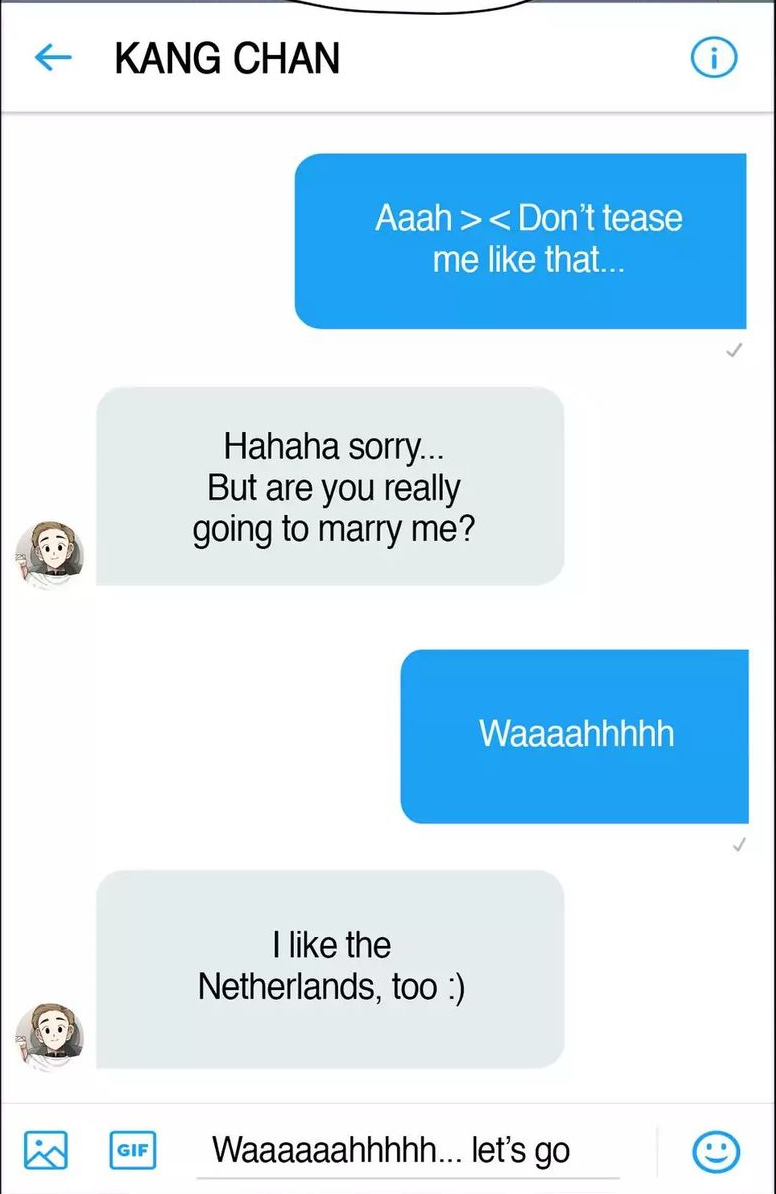 KANG CHAN
Aaah > < Don't tease
me like that...
Hahaha sorry...
But are you really
going to marry me?
Waaaahhhhh
I like the
Netherlands, too :)
GIF
Waaaaaahhhhh... let's go